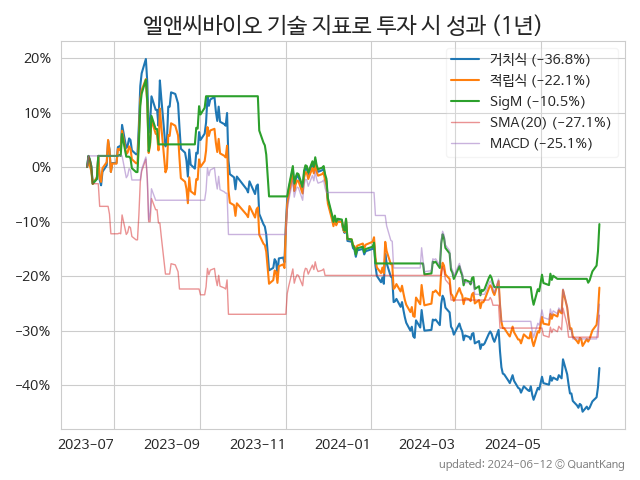 엘앤씨바이오 기술 지표로 투자 시 성과 (1년)
거치식 (−36.8%)
적립식 (−22.1%)
SigM (−10.5%)
SMA(20) (−27.1%)
MACD (−25.1%)
20%
10%
0%
−10%
−20%
−30%
−40%
2023-07 2023-09 2023-11 2024-01 2024-03 2024-05
updated: 2024-06-12 © QuantKang